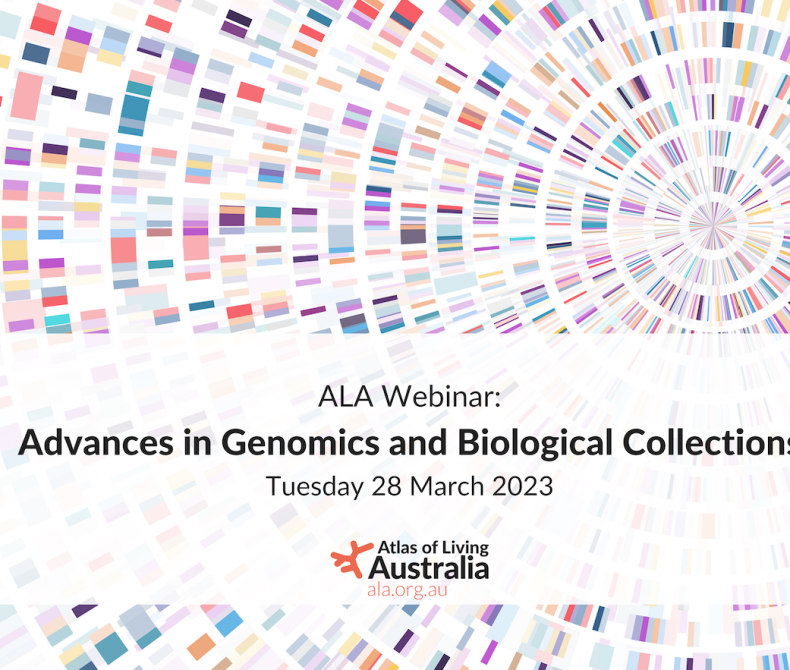 ALA Webinar:
Advances in Genomics and Biological Collections
Tuesday 28 March 2023
Atlas of Living
Australia
ala.org.au